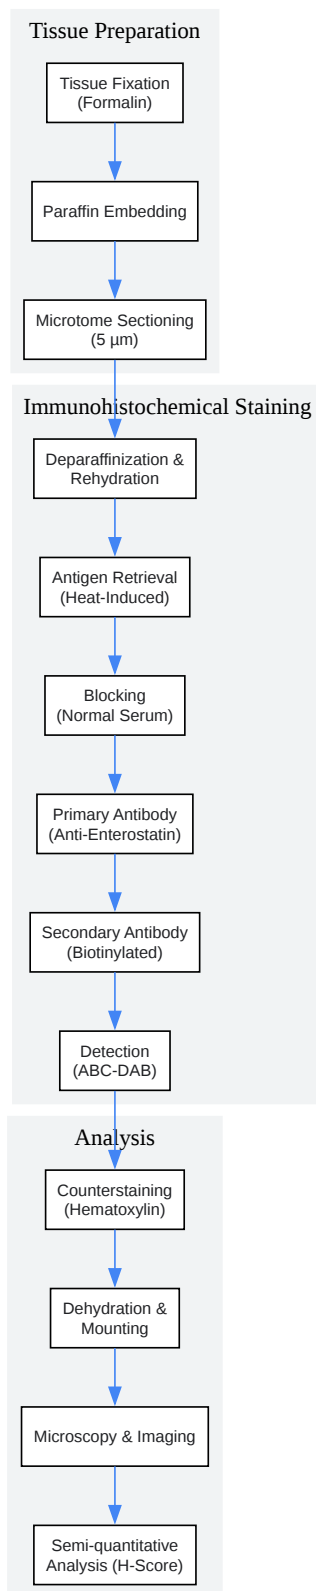 Tissue Preparation
Tissue Fixation
(Formalin)
Paraffin Embedding
Microtome Sectioning
(5 µm)
Immunohistochemical Staining
Deparaffinization &
Rehydration
Antigen Retrieval
(Heat-Induced)
Blocking
(Normal Serum)
Primary Antibody
(Anti-Enterostatin)
Secondary Antibody
(Biotinylated)
Detection
(ABC-DAB)
Analysis
Counterstaining
(Hematoxylin)
Dehydration &
Mounting
Microscopy & Imaging
Semi-quantitative
Analysis (H-Score)